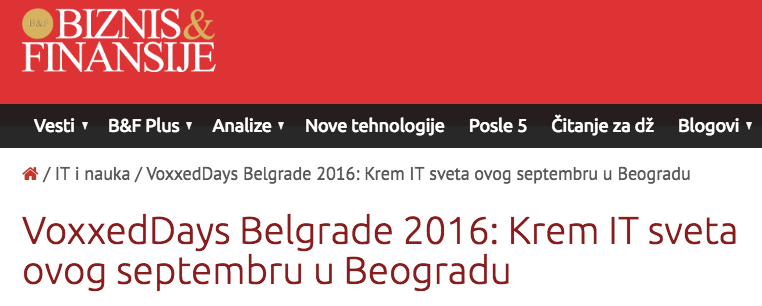 B&F
BIZNIS&
FINANSIJE
Vesti ▾ B&F Plus ▾ Analize ▾ Nove tehnologije Posle 5 Čitanje za dž Blogovi ▾
/ IT i nauka / VoxxedDays Belgrade 2016: Krem IT sveta ovog septembru u Beogradu
VoxxedDays Belgrade 2016: Krem IT sveta
ovog septembru u Beogradu